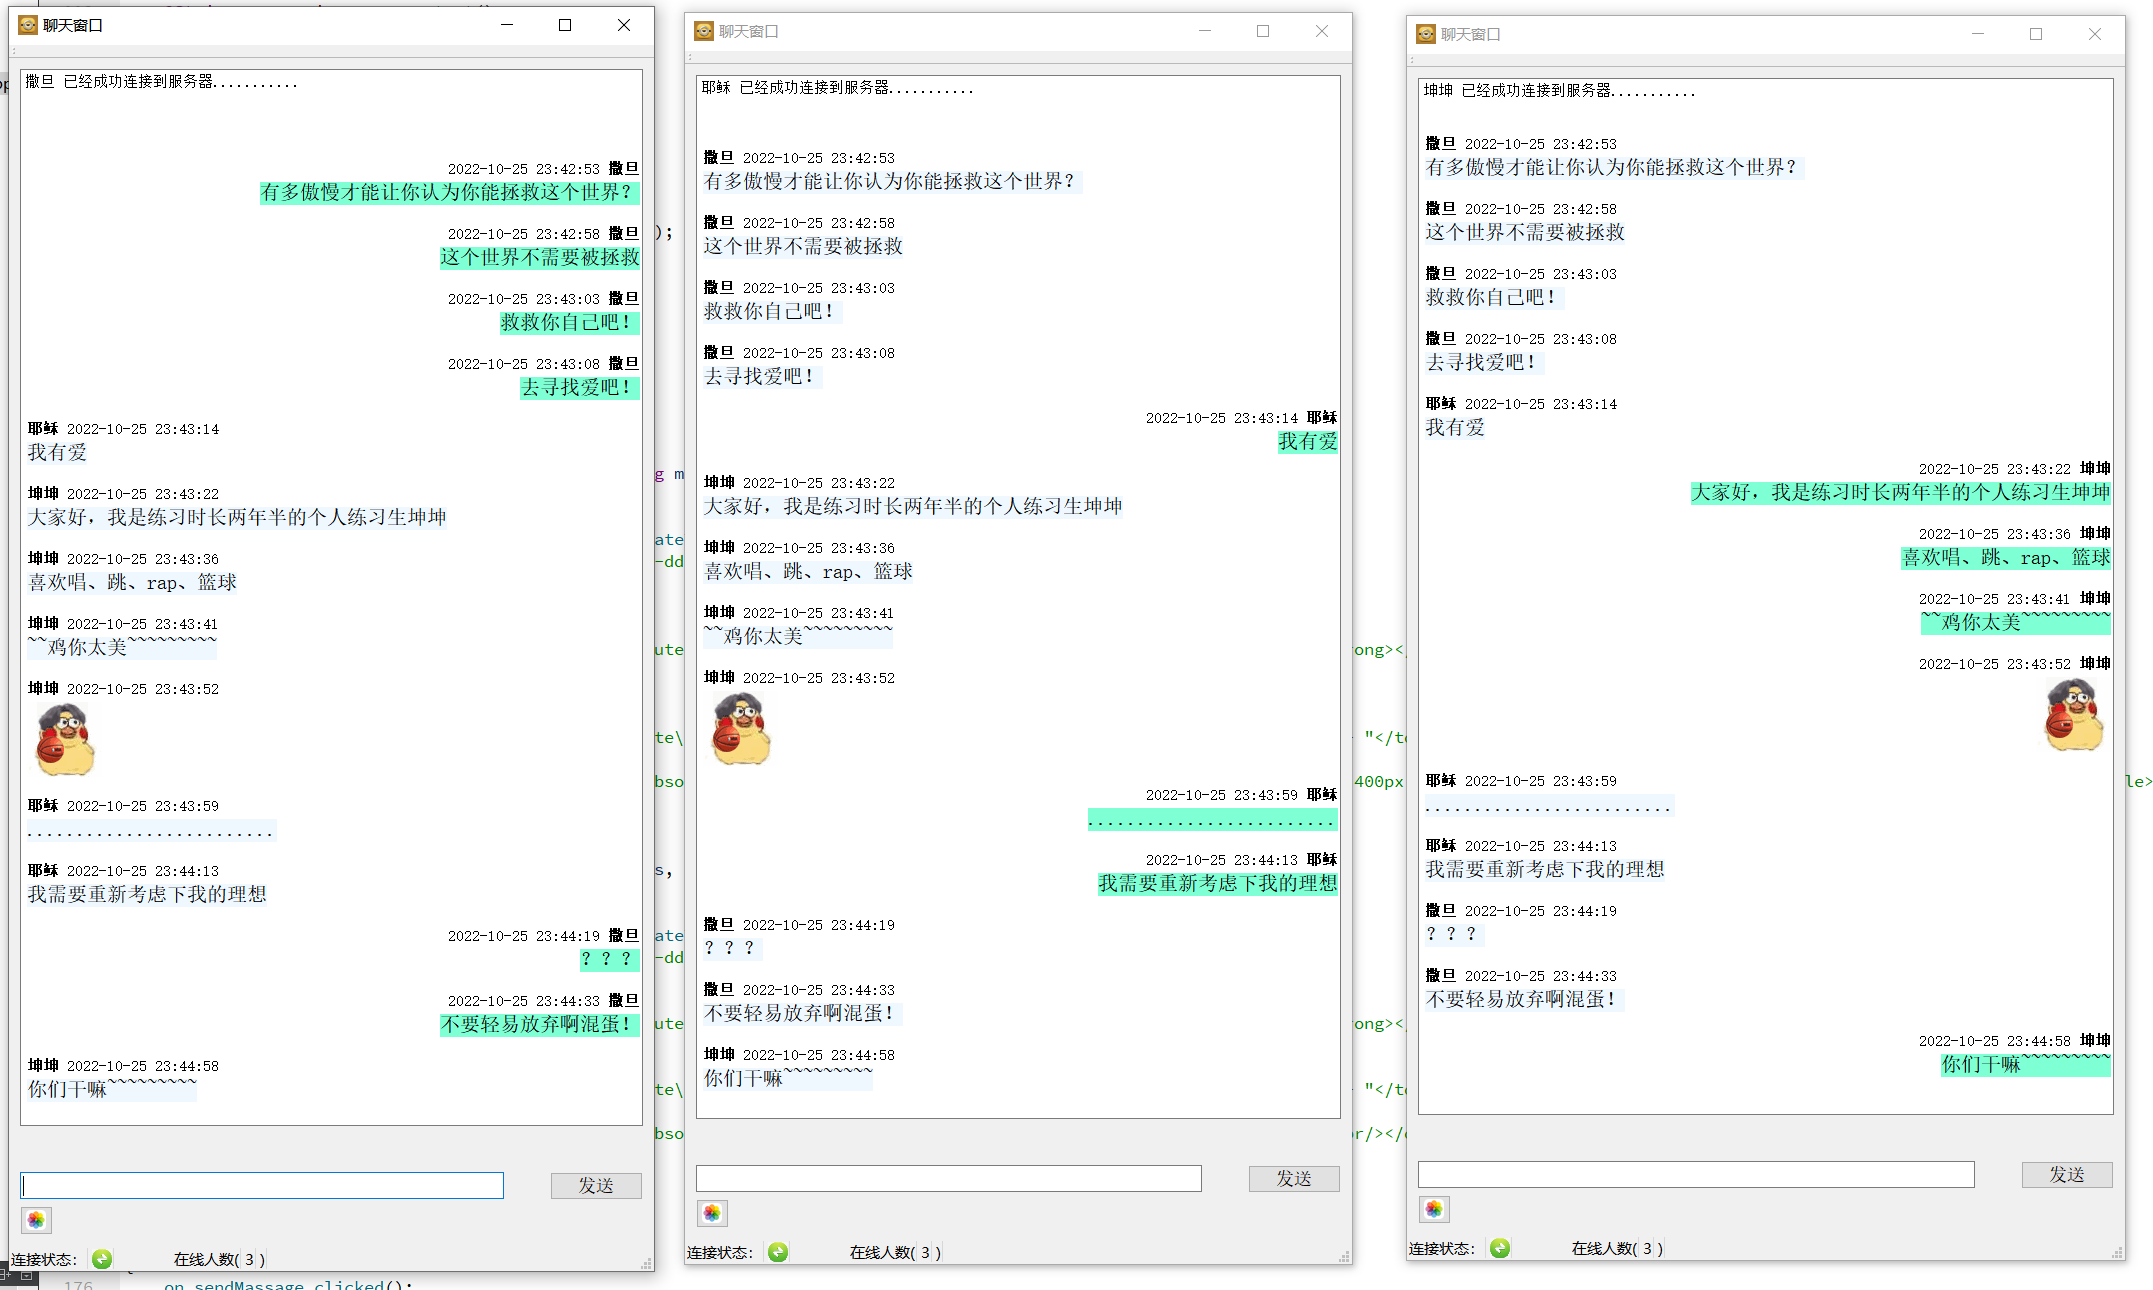 聊天窗口
撒旦 已经成功连接到服务器...........
2022-10-25 23:42:53 撒旦
有多傲慢才能让你认为你能拯救这个世界？
2022-10-25 23:42:58 撒旦
这个世界不需要被拯救
2022-10-25 23:43:03 撒旦
救救你自己吧！
2022-10-25 23:43:08 撒旦
去寻找爱吧！
耶稣 2022-10-25 23:43:14
我有爱
坤坤 2022-10-25 23:43:22
大家好，我是练习时长两年半的个人练习生坤坤
坤坤 2022-10-25 23:43:36
喜欢唱、跳、rap、篮球
坤坤 2022-10-25 23:43:41
~~鸡你太美~~~~~~~~~
坤坤 2022-10-25 23:43:52
耶稣 2022-10-25 23:43:59
.........................
耶稣 2022-10-25 23:44:13
我需要重新考虑下我的理想
2022-10-25 23:44:19 撒旦
？？？
2022-10-25 23:44:33 撒旦
不要轻易放弃啊混蛋！
坤坤 2022-10-25 23:44:58
你们干嘛~~~~~~~~~
发送
连接状态： 在线人数( 3 )
聊天窗口
耶稣 已经成功连接到服务器...........
撒旦 2022-10-25 23:42:53
有多傲慢才能让你认为你能拯救这个世界？
撒旦 2022-10-25 23:42:58
这个世界不需要被拯救
撒旦 2022-10-25 23:43:03
救救你自己吧！
撒旦 2022-10-25 23:43:08
去寻找爱吧！
2022-10-25 23:43:14 耶稣
我有爱
坤坤 2022-10-25 23:43:22
大家好，我是练习时长两年半的个人练习生坤坤
坤坤 2022-10-25 23:43:36
喜欢唱、跳、rap、篮球
坤坤 2022-10-25 23:43:41
~~鸡你太美~~~~~~~~~
坤坤 2022-10-25 23:43:52
2022-10-25 23:43:59 耶稣
.........................
2022-10-25 23:44:13 耶稣
我需要重新考虑下我的理想
撒旦 2022-10-25 23:44:19
？？？
撒旦 2022-10-25 23:44:33
不要轻易放弃啊混蛋！
坤坤 2022-10-25 23:44:58
你们干嘛~~~~~~~~~
发送
连接状态： 在线人数( 3 )
聊天窗口
坤坤 已经成功连接到服务器...........
撒旦 2022-10-25 23:42:53
有多傲慢才能让你认为你能拯救这个世界？
撒旦 2022-10-25 23:42:58
这个世界不需要被拯救
撒旦 2022-10-25 23:43:03
救救你自己吧！
撒旦 2022-10-25 23:43:08
去寻找爱吧！
耶稣 2022-10-25 23:43:14
我有爱
2022-10-25 23:43:22 坤坤
大家好，我是练习时长两年半的个人练习生坤坤
2022-10-25 23:43:36 坤坤
喜欢唱、跳、rap、篮球
2022-10-25 23:43:41 坤坤
~~鸡你太美~~~~~~~~~
2022-10-25 23:43:52 坤坤
耶稣 2022-10-25 23:43:59
.........................
耶稣 2022-10-25 23:44:13
我需要重新考虑下我的理想
撒旦 2022-10-25 23:44:19
？？？
撒旦 2022-10-25 23:44:33
不要轻易放弃啊混蛋！
2022-10-25 23:44:58 坤坤
你们干嘛~~~~~~~~~
发送
连接状态： 在线人数( 3 )
);
g m
ate
-dd
ute
ong><
te\
"</t
bso
400px
le>
s,
ate
-dd
ute
ong><
te\
"</t
bso
r/></
176 on_sendMassage_clicked();